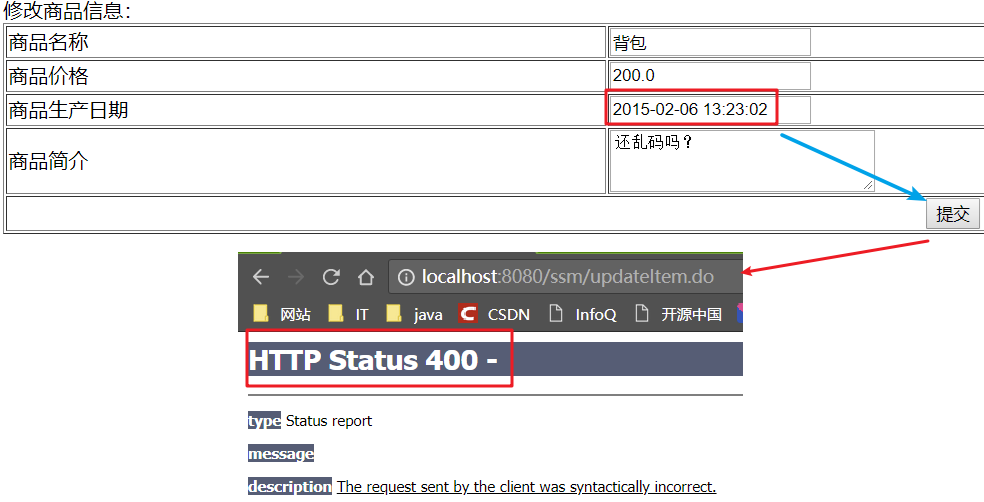 修改商品信息:
商品名称 背包
商品价格 200.0
商品生产日期 2015-02-06 13:23:02
商品简介 还乱码吗？
提交
localhost:8080/ssm/updateItem.do
网站 IT java CSDN InfoQ 开源中国
HTTP Status 400 -
type Status report
message
description The request sent by the client was syntactically incorrect.